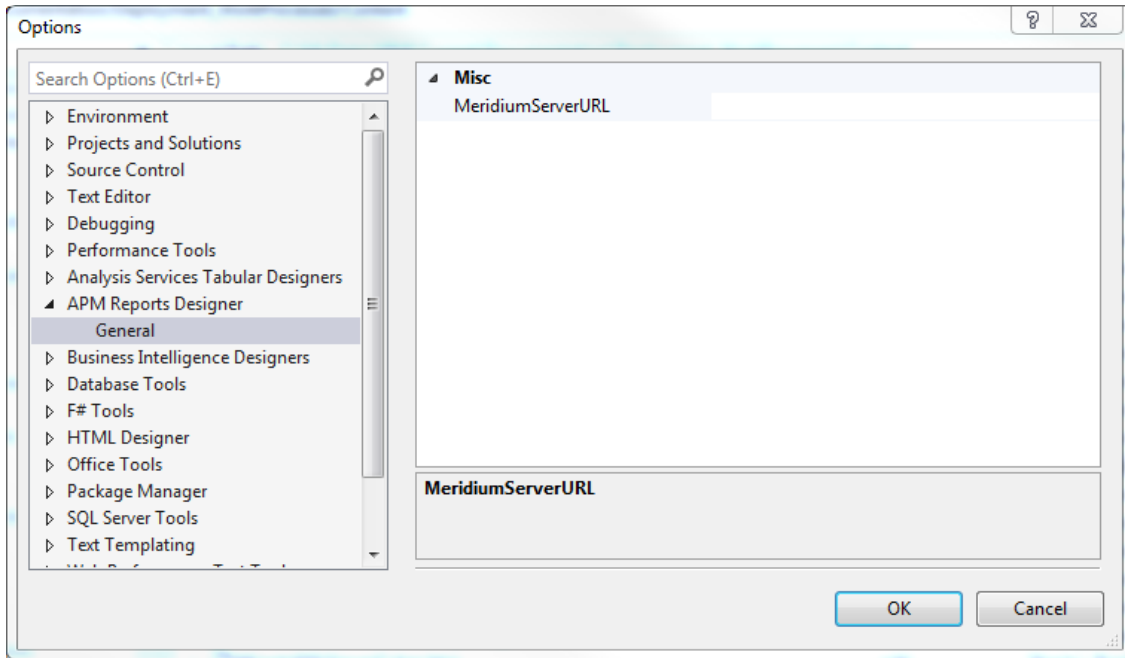 Options
Search Options (Ctrl+E)
Environment
Projects and Solutions
Source Control
Text Editor
Debugging
Performance Tools
Analysis Services Tabular Designers
APM Reports Designer
General
Business Intelligence Designers
Database Tools
F# Tools
HTML Designer
Office Tools
Package Manager
SQL Server Tools
Text Templating
Misc
MeridiumServerURL
MeridiumServerURL
OK
Cancel